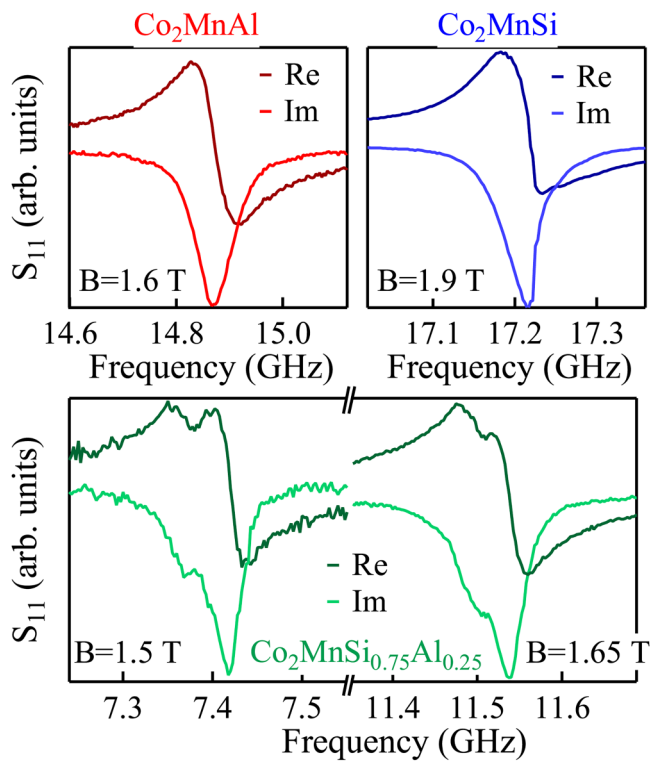 Co₂MnAl
Co₂MnSi
Re
Im
Re
Im
S₁₁ (arb. units)
B=1.6 T
B=1.9 T
14.6 14.8 15.0
17.1 17.2 17.3
Frequency (GHz)
Frequency (GHz)
S₁₁ (arb. units)
Re
Im
B=1.5 T
Co₂MnSi₀.₇₅Al₀.₂₅
B=1.65 T
7.3 7.4 7.5 11.4 11.5 11.6
Frequency (GHz)